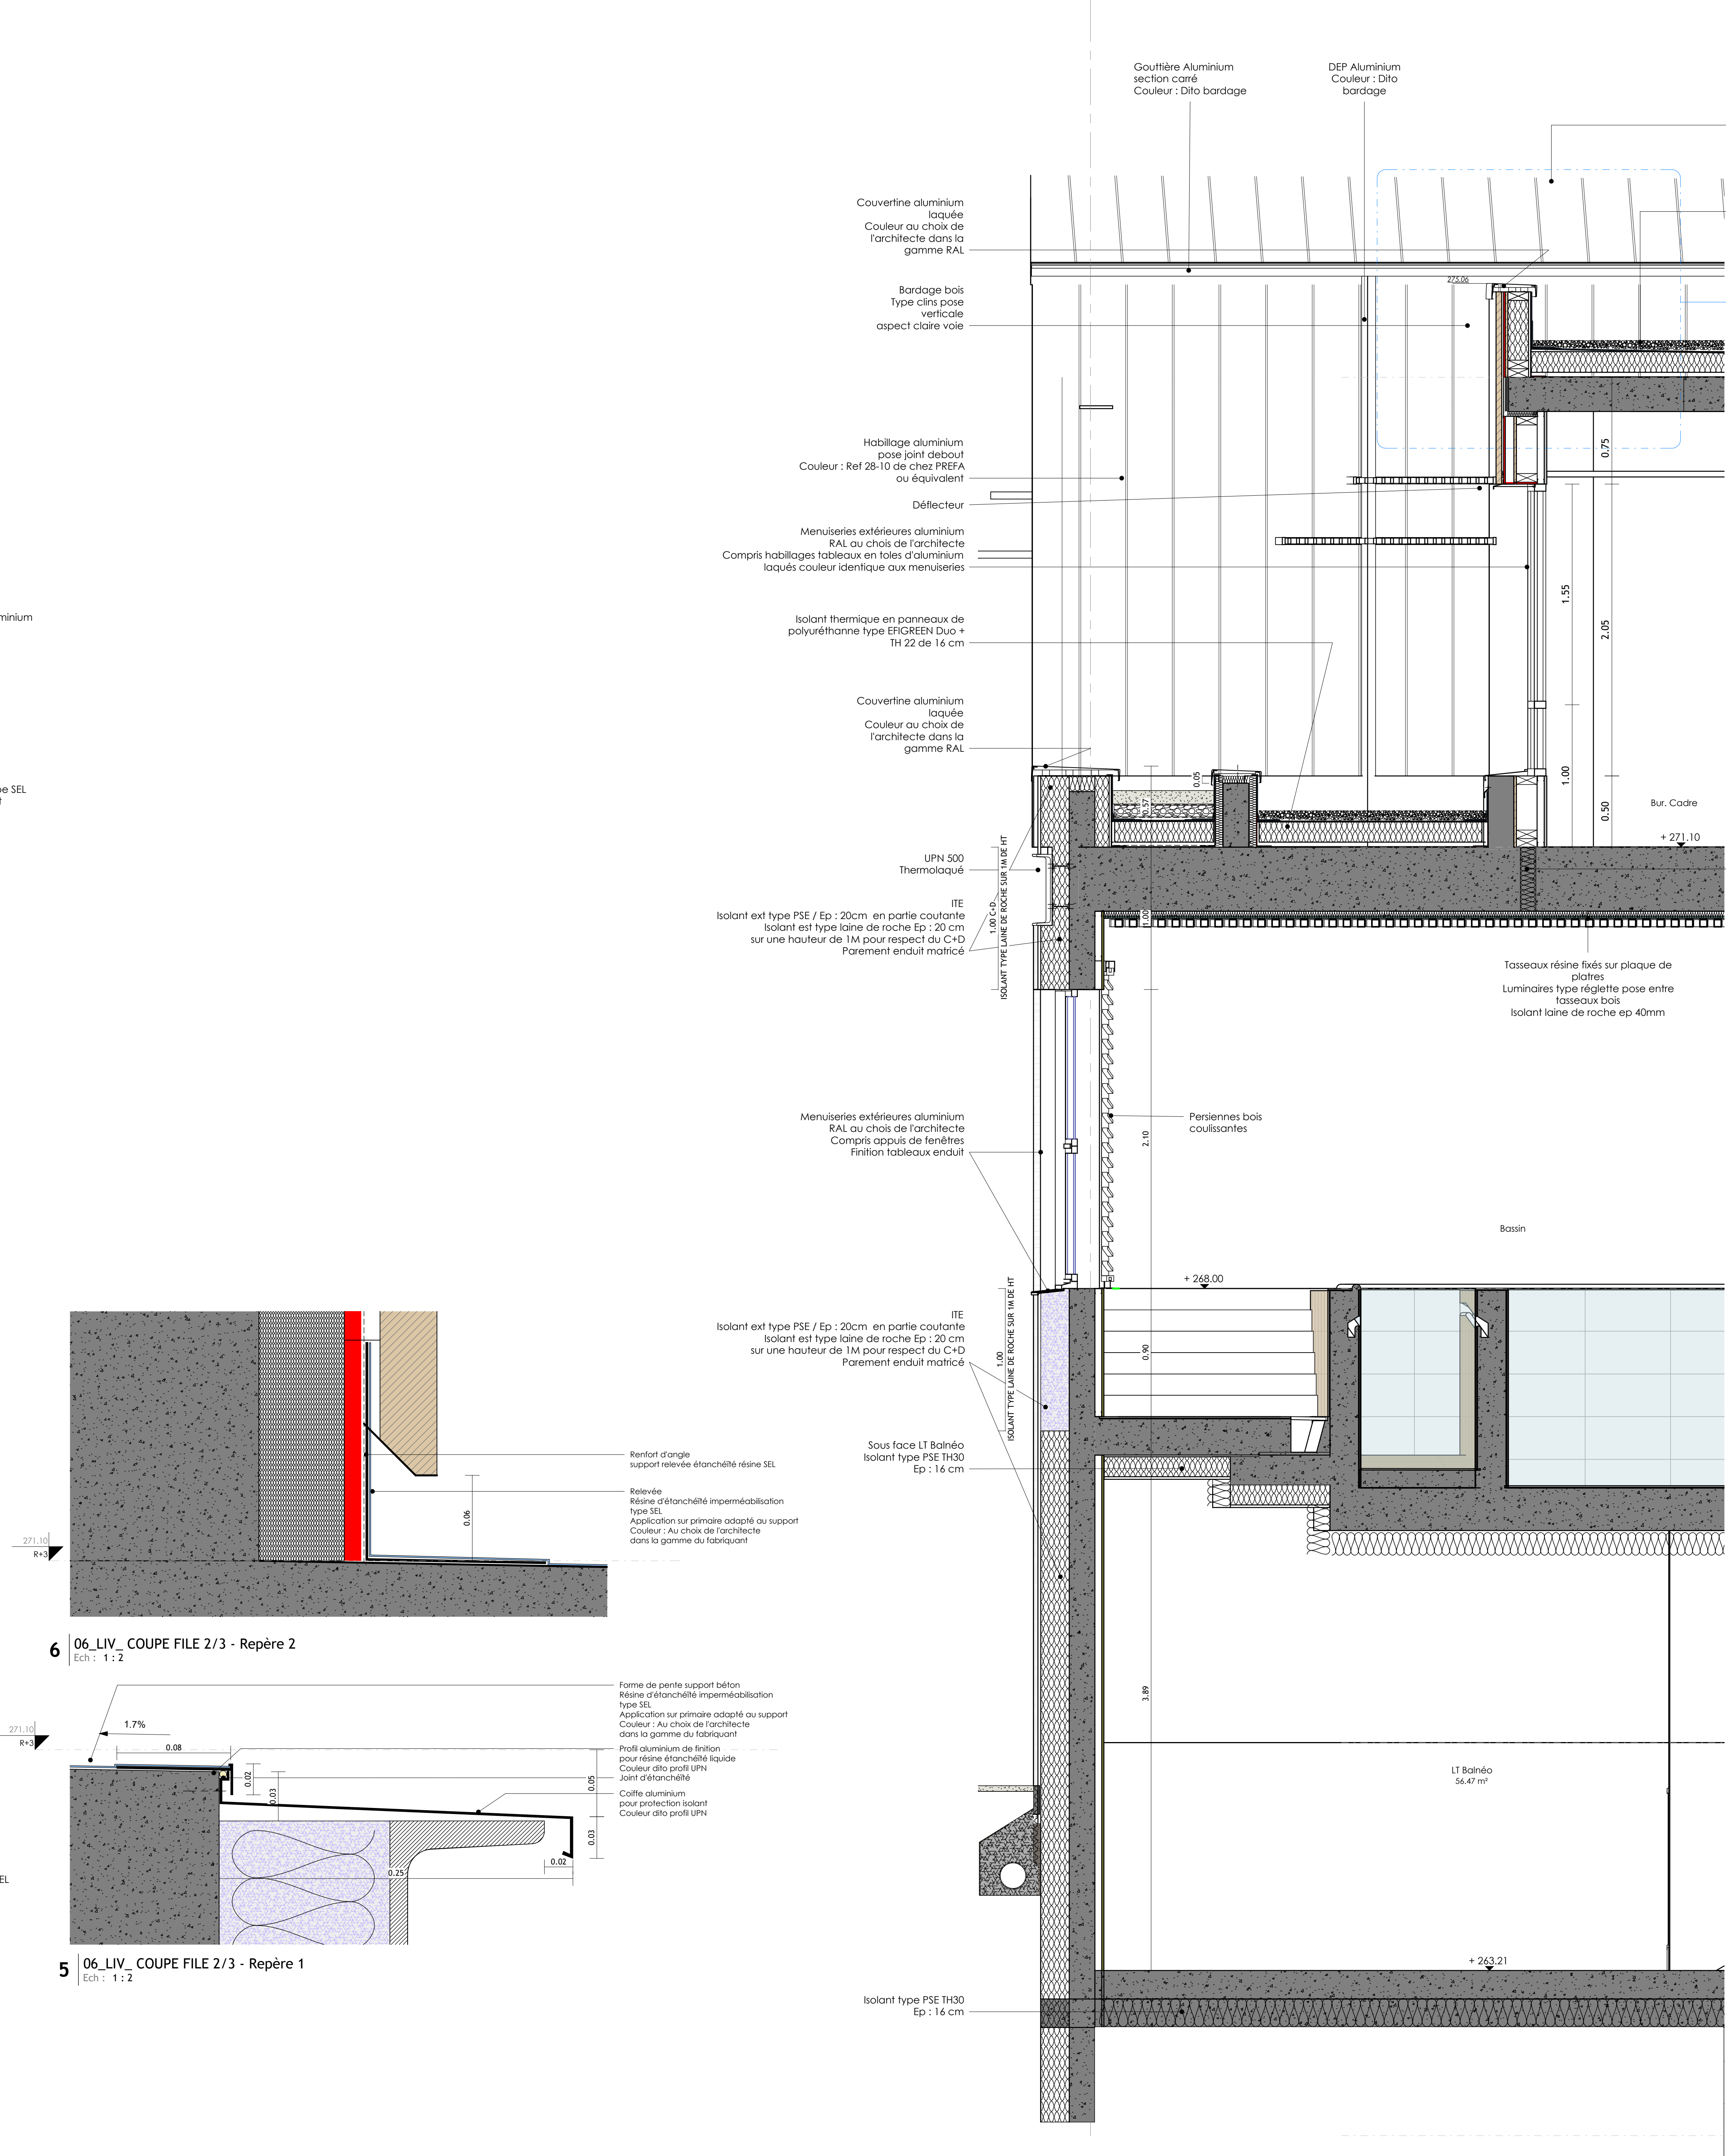 Gouttière Aluminium
section carré
Couleur : Dito bardage
DEP Aluminium
Couleur : Dito
bardage
Couvertine aluminium
laquée
Couleur au choix de
l'architecte dans la
gamme RAL
275.06
Bardage bois
Type clins pose
verticale
aspect claire voie
Habillage aluminium
pose joint debout
Couleur : Ref 28-10 de chez PREFA
ou équivalent
0.75
Déflecteur
Menuiseries extérieures aluminium
RAL au chois de l'architecte
Compris habillages tableaux en toles d'aluminium
laqués couleur identique aux menuiseries
1.55
2.05
minium
Isolant thermique en panneaux de
polyuréthanne type EFIGREEN Duo +
TH 22 de 16 cm
Couvertine aluminium
laquée
Couleur au choix de
l'architecte dans la
gamme RAL
pe SEL
t
0.05
0.57
1.00
0.50
Bur. Cadre
+ 271.10
UPN 500
Thermolaqué
ITE
Isolant ext type PSE / Ep : 20cm en partie coutante
Isolant est type laine de roche Ep : 20 cm
sur une hauteur de 1M pour respect du C+D
Parement enduit matricé
1.00 C+D
ISOLANT TYPE LAINE DE ROCHE SUR 1M DE HT
1.00
Tasseaux résine fixés sur plaque de
platres
Luminaires type réglette pose entre
tasseaux bois
Isolant laine de roche ep 40mm
Menuiseries extérieures aluminium
RAL au chois de l'architecte
Compris appuis de fenêtres
Finition tableaux enduit
2.10
Persiennes bois
coulissantes
Bassin
+ 268.00
ITE
Isolant ext type PSE / Ep : 20cm en partie coutante
Isolant est type laine de roche Ep : 20 cm
sur une hauteur de 1M pour respect du C+D
Parement enduit matricé
1.00
ISOLANT TYPE LAINE DE ROCHE SUR 1M DE HT
0.90
Sous face LT Balnéo
Isolant type PSE TH30
Ep : 16 cm
Renfort d'angle
support relevée étanchéité résine SEL
Relevée
Résine d'étanchéîté imperméabilisation
type SEL
Application sur primaire adapté au support
Couleur : Au choix de l'architecte
dans la gamme du fabriquant
0.06
271.10
R+3
6
06_LIV_ COUPE FILE 2/3 - Repère 2
Ech : 1 : 2
Forme de pente support béton
Résine d'étanchéîté imperméabilisation
type SEL
Application sur primaire adapté au support
Couleur : Au choix de l'architecte
dans la gamme du fabriquant
Profil aluminium de finition
pour résine étanchéîté liquide
Couleur dito profil UPN
Joint d'étanchéîté
Coiffe aluminium
pour protection isolant
Couleur dito profil UPN
1.7%
271.10
R+3
0.08
0.02
0.03
0.05
0.03
0.02
0.25
EL
5
06_LIV_ COUPE FILE 2/3 - Repère 1
Ech : 1 : 2
3.89
LT Balnéo
56.47 m²
+ 263.21
Isolant type PSE TH30
Ep : 16 cm